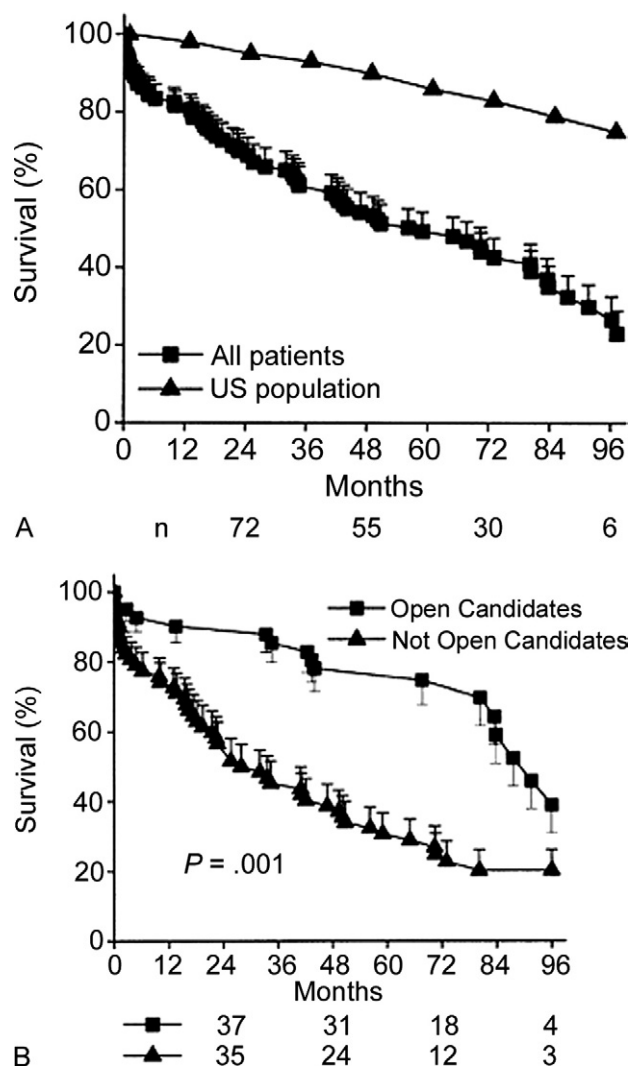 100
80
60
40
20
0
Survival (%)
All patients
US population
0 12 24 36 48 60 72 84 96
Months
A n 72 55 30 6
100
80
60
40
20
0
Survival (%)
Open Candidates
Not Open Candidates
P = .001
0 12 24 36 48 60 72 84 96
Months
37 31 18 4
B 35 24 12 3